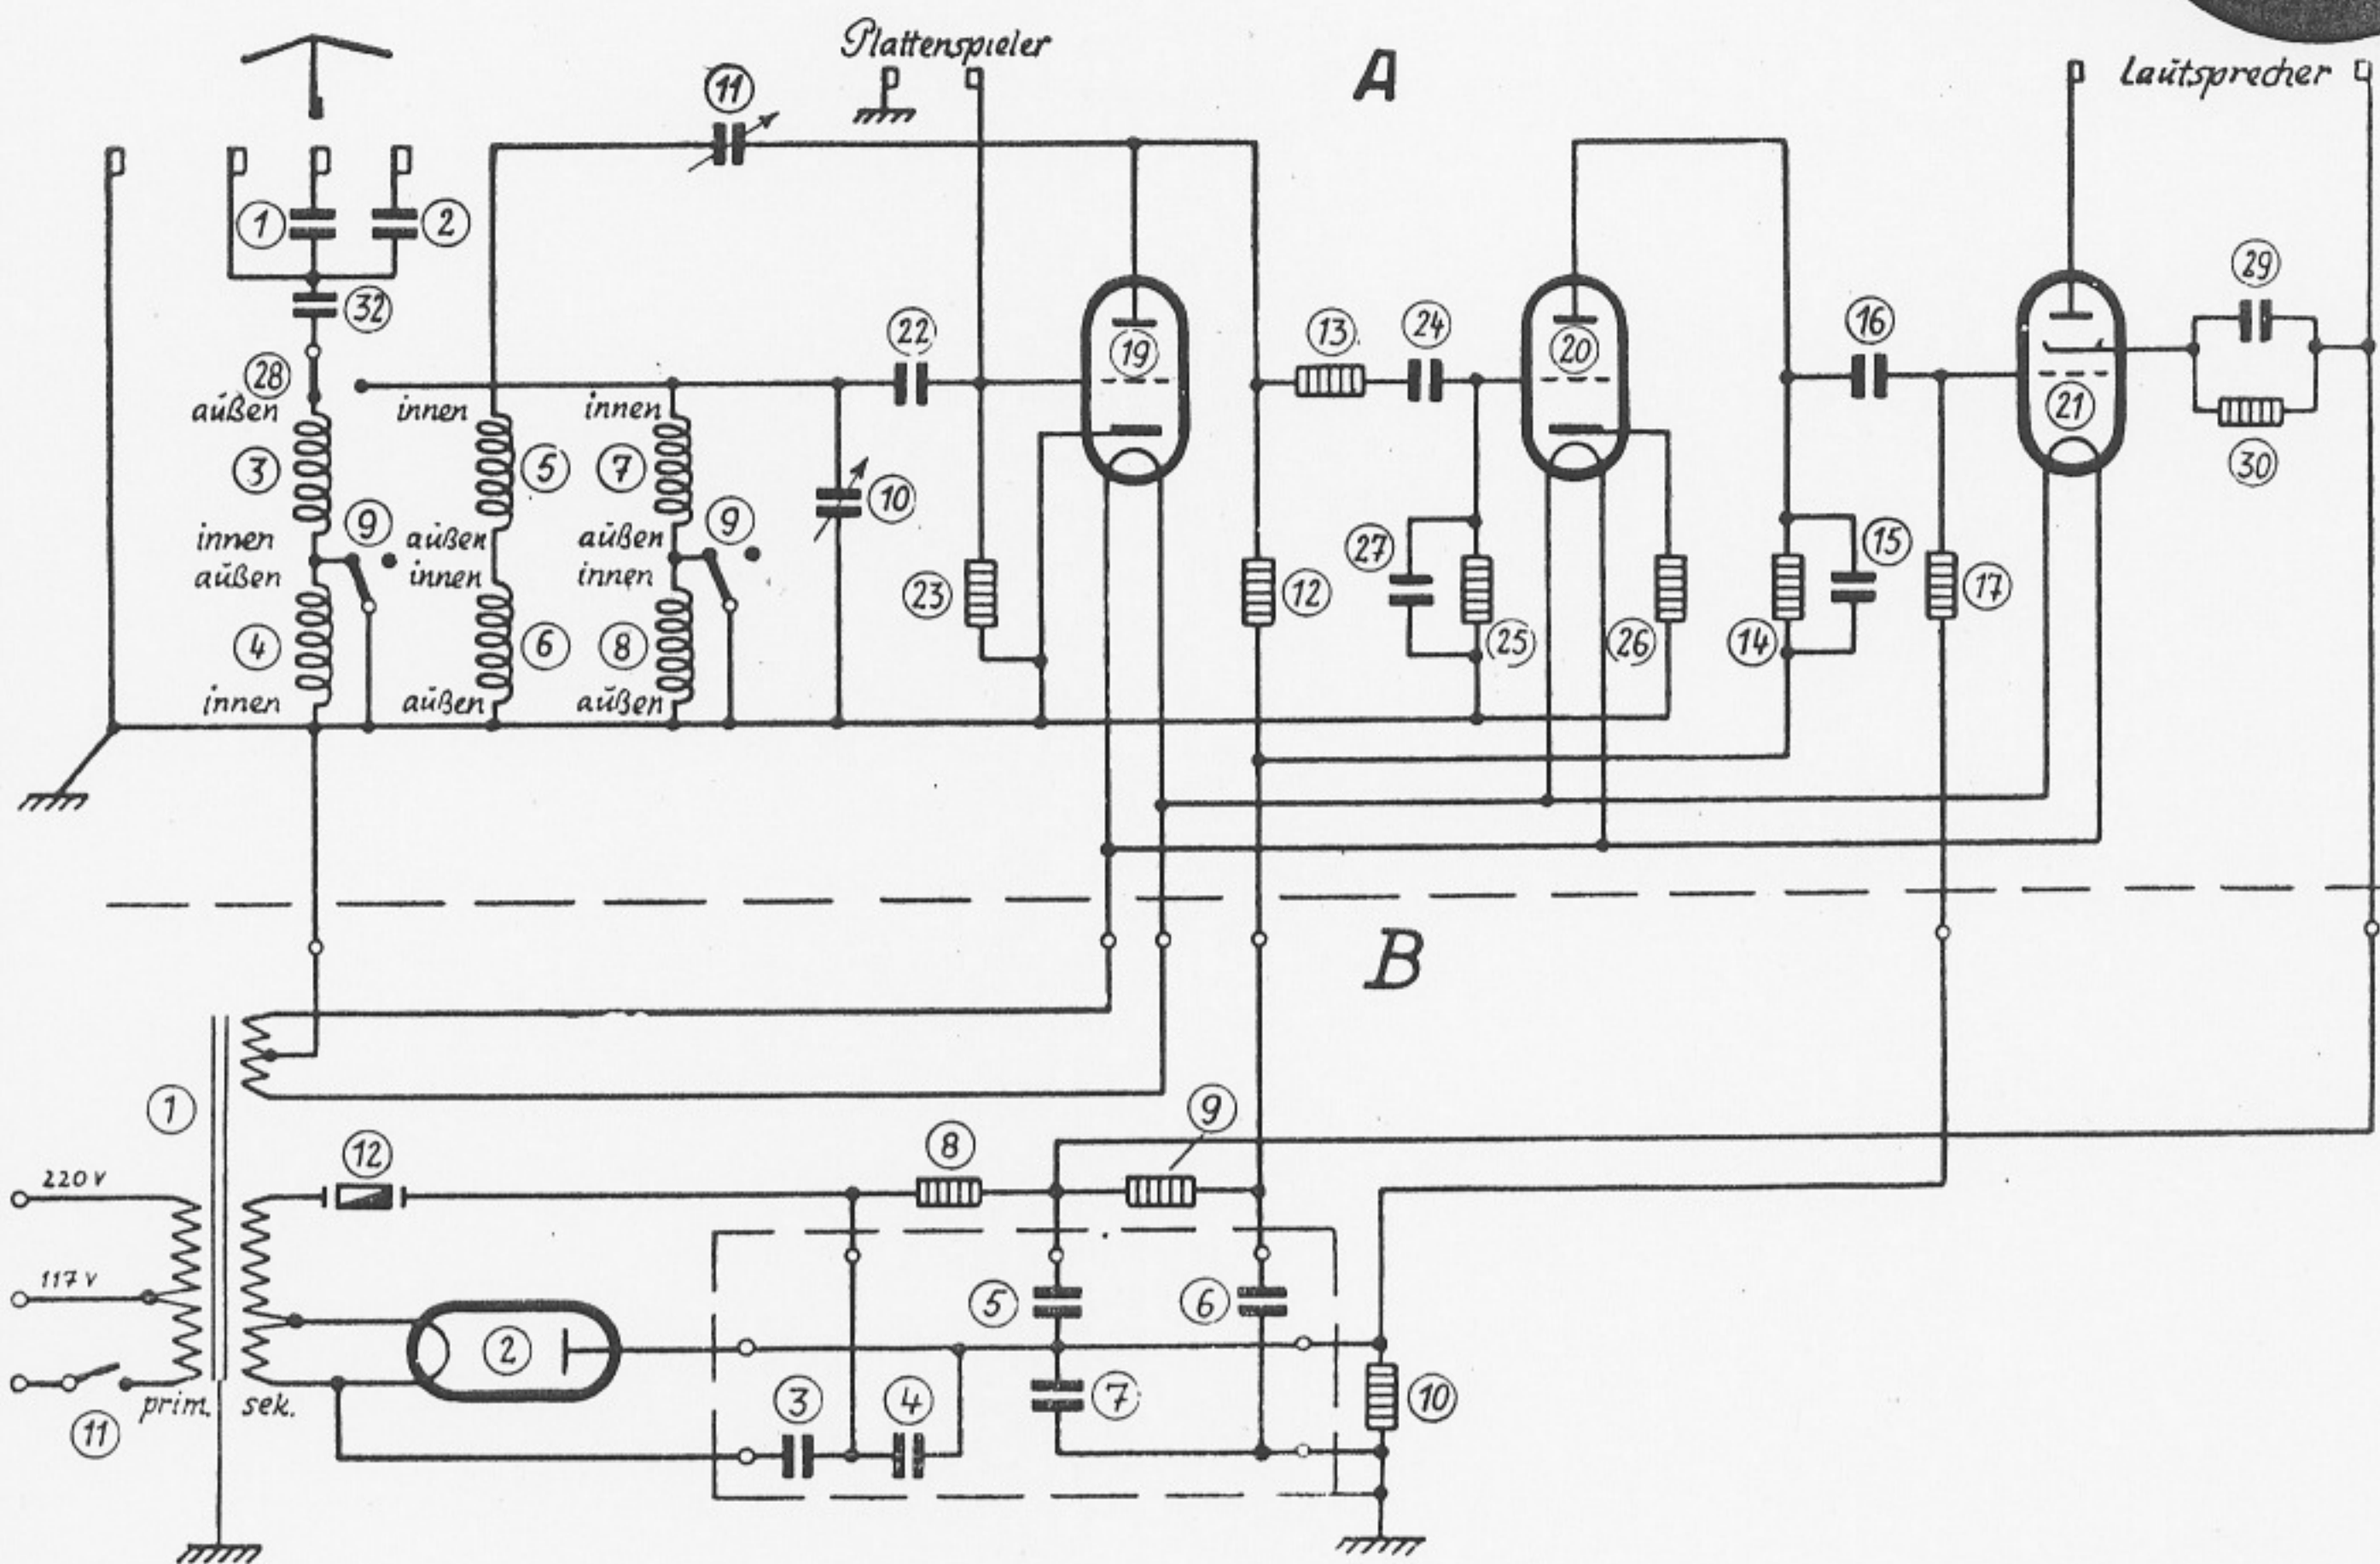 Plattenspieler
A
Lautsprecher
11
1
2
32
22
19
13
24
20
16
21
29
30
28
außen
innen
innen
3
5
7
10
9
9
innen
außen
außen
außen
innen
innen
23
12
27
25
26
14
15
17
4
6
8
innen
außen
außen
B
1
12
8
9
220 V
117 V
2
5
6
3
4
7
10
11
prim.
sek.